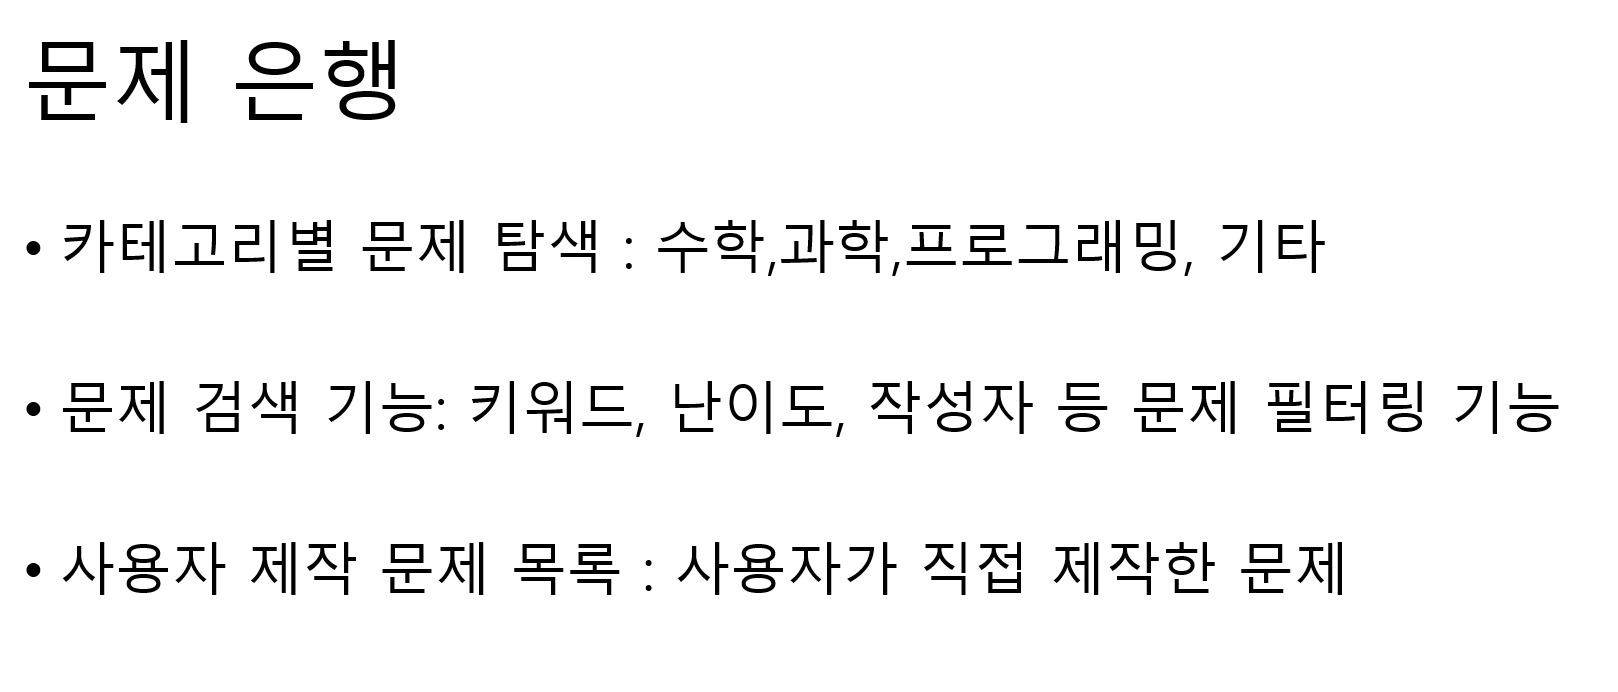 문제 은행
• 카테고리별 문제 탐색 : 수학,과학,프로그래밍, 기타
• 문제 검색 기능: 키워드, 난이도, 작성자 등 문제 필터링 기능
• 사용자 제작 문제 목록 : 사용자가 직접 제작한 문제